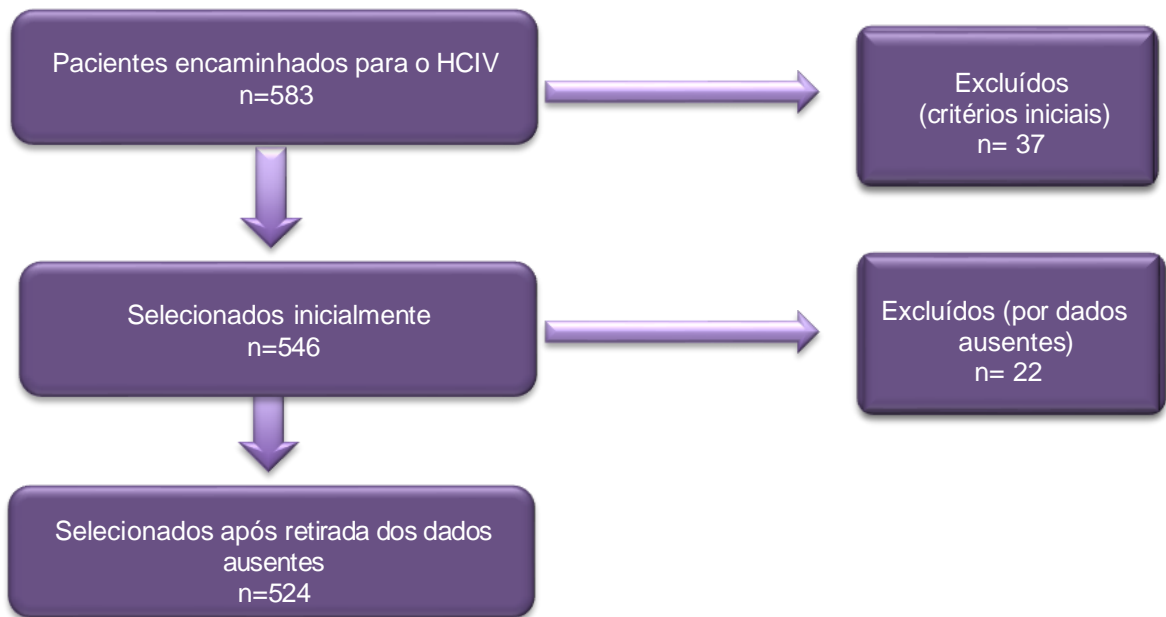 Pacientes encaminhados para o HCIV
n=583
Excluídos
(critérios iniciais)
n= 37
Selecionados inicialmente
n=546
Excluídos (por dados
ausentes)
n= 22
Selecionados após retirada dos dados
ausentes
n=524